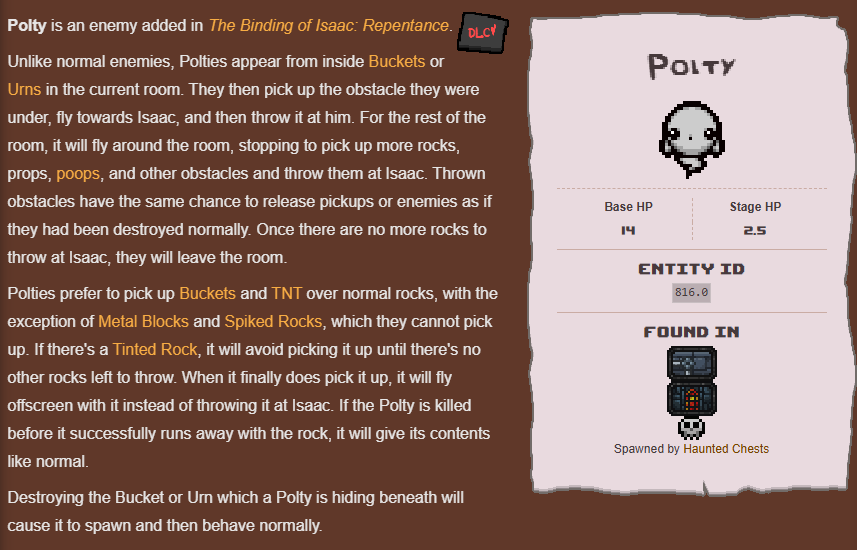 Polty is an enemy added in The Binding of Isaac: Repentance.
DLC
Unlike normal enemies, Polties appear from inside Buckets or
Urns in the current room. They then pick up the obstacle they were
under, fly towards Isaac, and then throw it at him. For the rest of the
room, it will fly around the room, stopping to pick up more rocks,
props, poops, and other obstacles and throw them at Isaac. Thrown
obstacles have the same chance to release pickups or enemies as if
they had been destroyed normally. Once there are no more rocks to
throw at Isaac, they will leave the room.
Polties prefer to pick up Buckets and TNT over normal rocks, with the
exception of Metal Blocks and Spiked Rocks, which they cannot pick
up. If there's a Tinted Rock, it will avoid picking it up until there's no
other rocks left to throw. When it finally does pick it up, it will fly
offscreen with it instead of throwing it at Isaac. If the Polty is killed
before it successfully runs away with the rock, it will give its contents
like normal.
Destroying the Bucket or Urn which a Polty is hiding beneath will
cause it to spawn and then behave normally.
Polty
Base HP
14
Stage HP
2.5
ENTITY ID
816.0
FOUND IN
Spawned by Haunted Chests